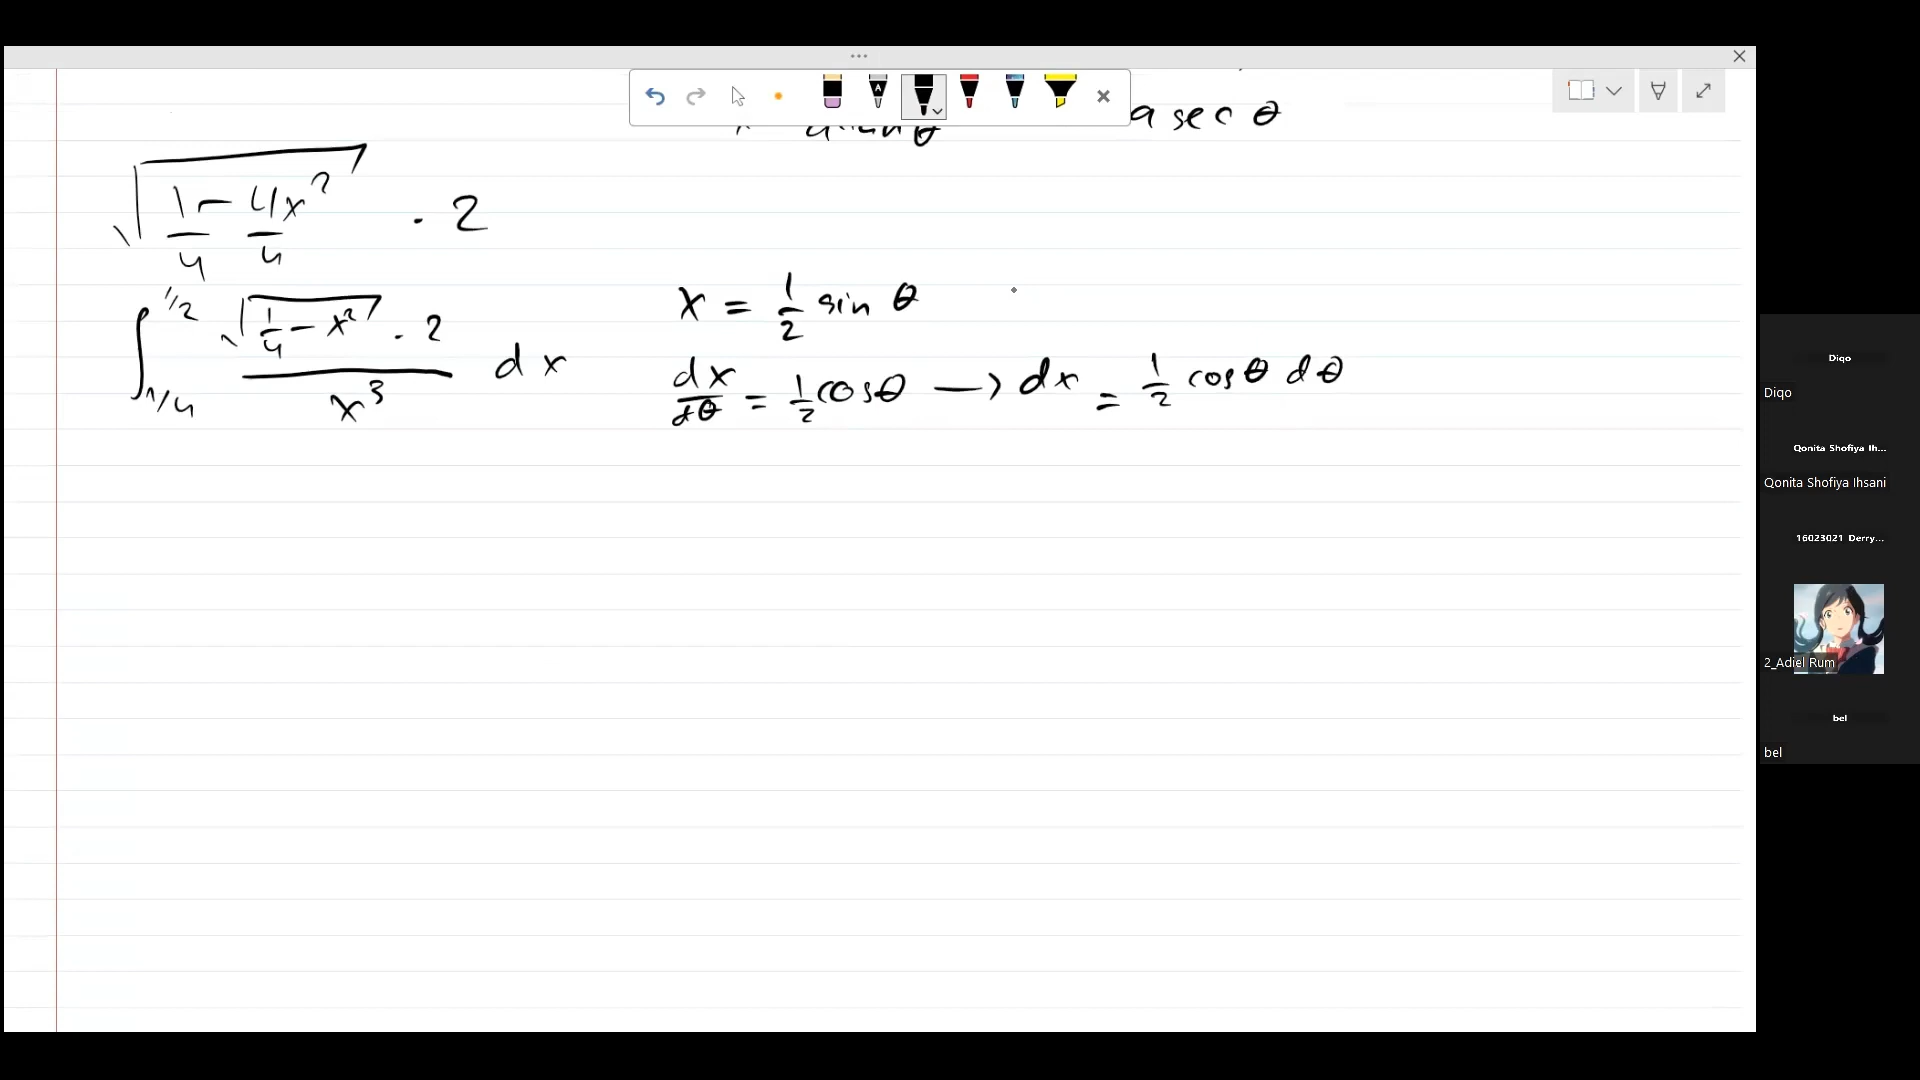 a sec θ
√(1/4 − 4x²/4) · 2
∫_{1/4}^{1/2} (√(1/4 − x²) · 2)/x³ dx
x = 1/2 sin θ
dx/dθ = 1/2 cos θ → dx = 1/2 cos θ dθ
Diqo
Diqo
Qonita Shofiya Ih...
Qonita Shofiya Ihsani
16023021 Derry...
2_Adiel Rum
bel
bel